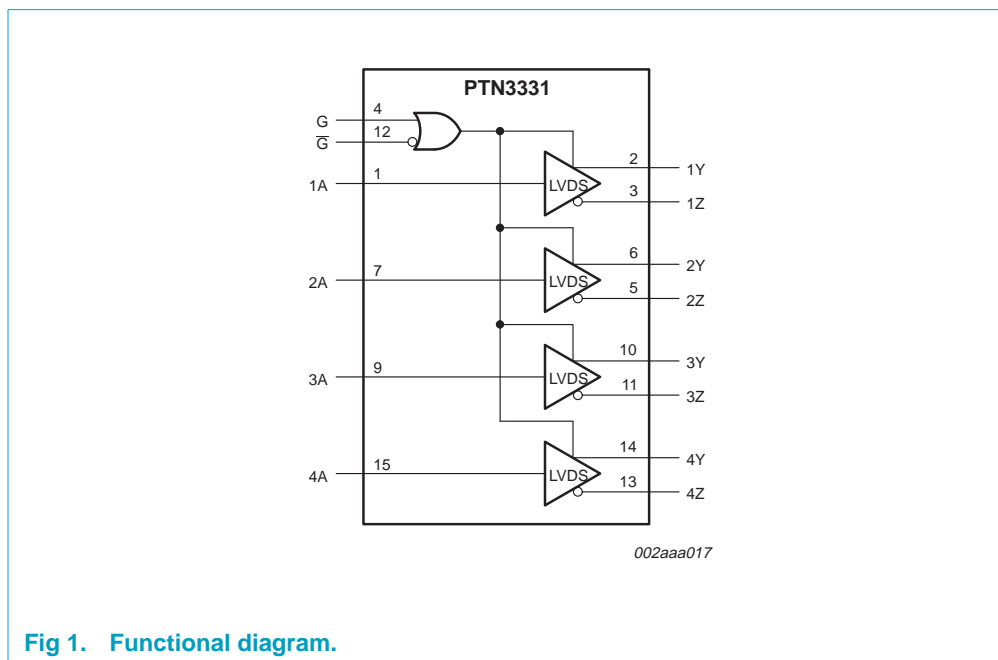 PTN3331
G 4
G̅ 12
1A 1
LVDS
2 1Y
3 1Z
2A 7
LVDS
6 2Y
5 2Z
3A 9
LVDS
10 3Y
11 3Z
4A 15
LVDS
14 4Y
13 4Z
002aaa017
Fig 1. Functional diagram.